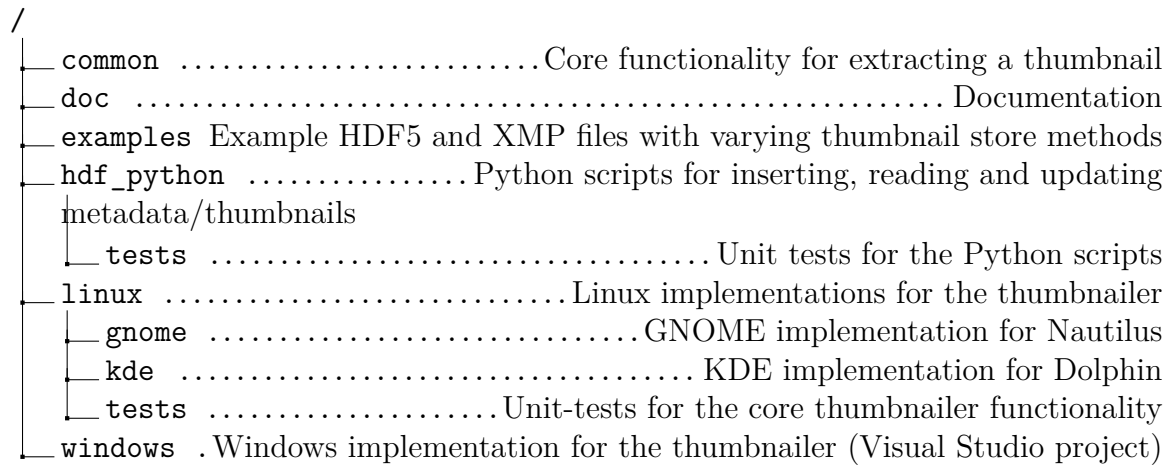 /
common ...........................Core functionality for extracting a thumbnail
doc ......................................................... Documentation
examples Example HDF5 and XMP files with varying thumbnail store methods
hdf_python ................Python scripts for inserting, reading and updating
metadata/thumbnails
tests ................................... Unit tests for the Python scripts
linux .............................Linux implementations for the thumbnailer
gnome ...............................GNOME implementation for Nautilus
kde .................................... KDE implementation for Dolphin
tests ......................Unit-tests for the core thumbnailer functionality
windows .Windows implementation for the thumbnailer (Visual Studio project)